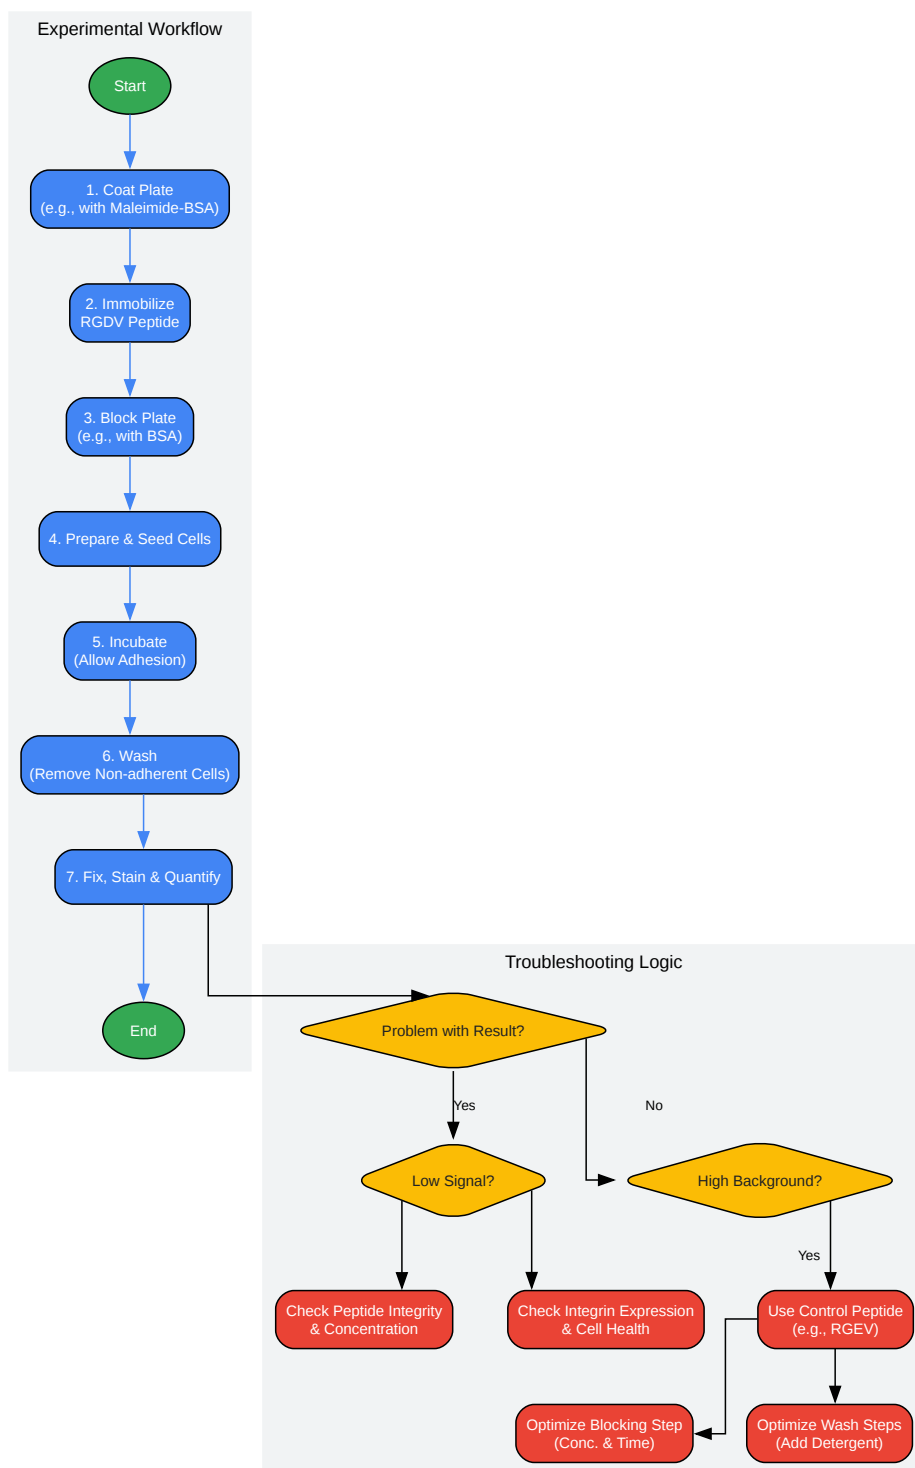 Experimental Workflow
Start
1. Coat Plate
(e.g., with Maleimide-BSA)
2. Immobilize
RGDV Peptide
3. Block Plate
(e.g., with BSA)
4. Prepare & Seed Cells
5. Incubate
(Allow Adhesion)
6. Wash
(Remove Non-adherent Cells)
7. Fix, Stain & Quantify
End
Troubleshooting Logic
Problem with Result?
Yes
No
Low Signal?
High Background?
Yes
Check Peptide Integrity
& Concentration
Check Integrin Expression
& Cell Health
Use Control Peptide
(e.g., RGEV)
Optimize Blocking Step
(Conc. & Time)
Optimize Wash Steps
(Add Detergent)